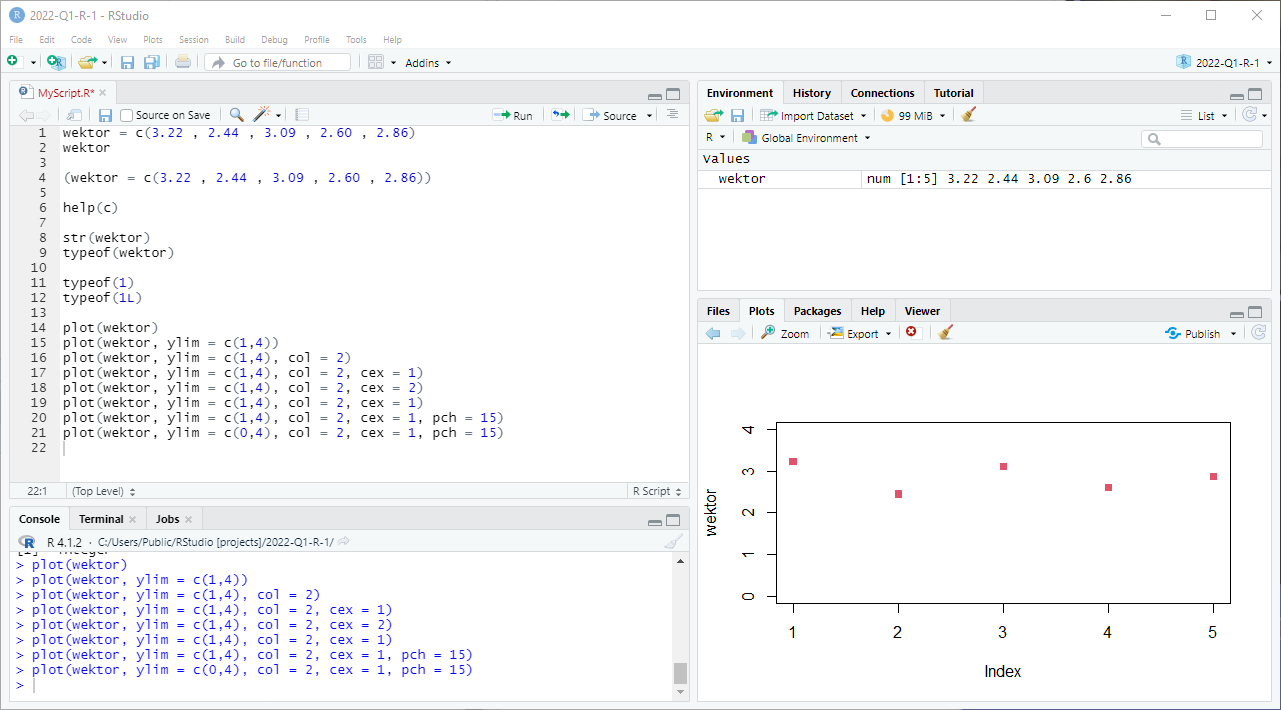 2022-Q1-R-1 - RStudio
File Edit Code View Plots Session Build Debug Profile Tools Help
Go to file/function Addins 2022-Q1-R-1
MyScript.R*
Source on Save Run Source
1 wektor = c(3.22 , 2.44 , 3.09 , 2.60 , 2.86)
2 wektor
3
4 (wektor = c(3.22 , 2.44 , 3.09 , 2.60 , 2.86))
5
6 help(c)
7
8 str(wektor)
9 typeof(wektor)
10
11 typeof(1)
12 typeof(1L)
13
14 plot(wektor)
15 plot(wektor, ylim = c(1,4))
16 plot(wektor, ylim = c(1,4), col = 2)
17 plot(wektor, ylim = c(1,4), col = 2, cex = 1)
18 plot(wektor, ylim = c(1,4), col = 2, cex = 2)
19 plot(wektor, ylim = c(1,4), col = 2, cex = 1)
20 plot(wektor, ylim = c(1,4), col = 2, cex = 1, pch = 15)
21 plot(wektor, ylim = c(0,4), col = 2, cex = 1, pch = 15)
22
22:1 (Top Level) R Script
Console Terminal Jobs
R 4.1.2 · C:/Users/Public/RStudio [projects]/2022-Q1-R-1/
> plot(wektor)
> plot(wektor, ylim = c(1,4))
> plot(wektor, ylim = c(1,4), col = 2)
> plot(wektor, ylim = c(1,4), col = 2, cex = 1)
> plot(wektor, ylim = c(1,4), col = 2, cex = 2)
> plot(wektor, ylim = c(1,4), col = 2, cex = 1)
> plot(wektor, ylim = c(1,4), col = 2, cex = 1, pch = 15)
> plot(wektor, ylim = c(0,4), col = 2, cex = 1, pch = 15)
>
Environment History Connections Tutorial
Import Dataset 99 MiB List
R Global Environment
Values
wektor num [1:5] 3.22 2.44 3.09 2.6 2.86
Files Plots Packages Help Viewer
Zoom Export Publish
4
3
2
1
0
wektor
1 2 3 4 5
Index